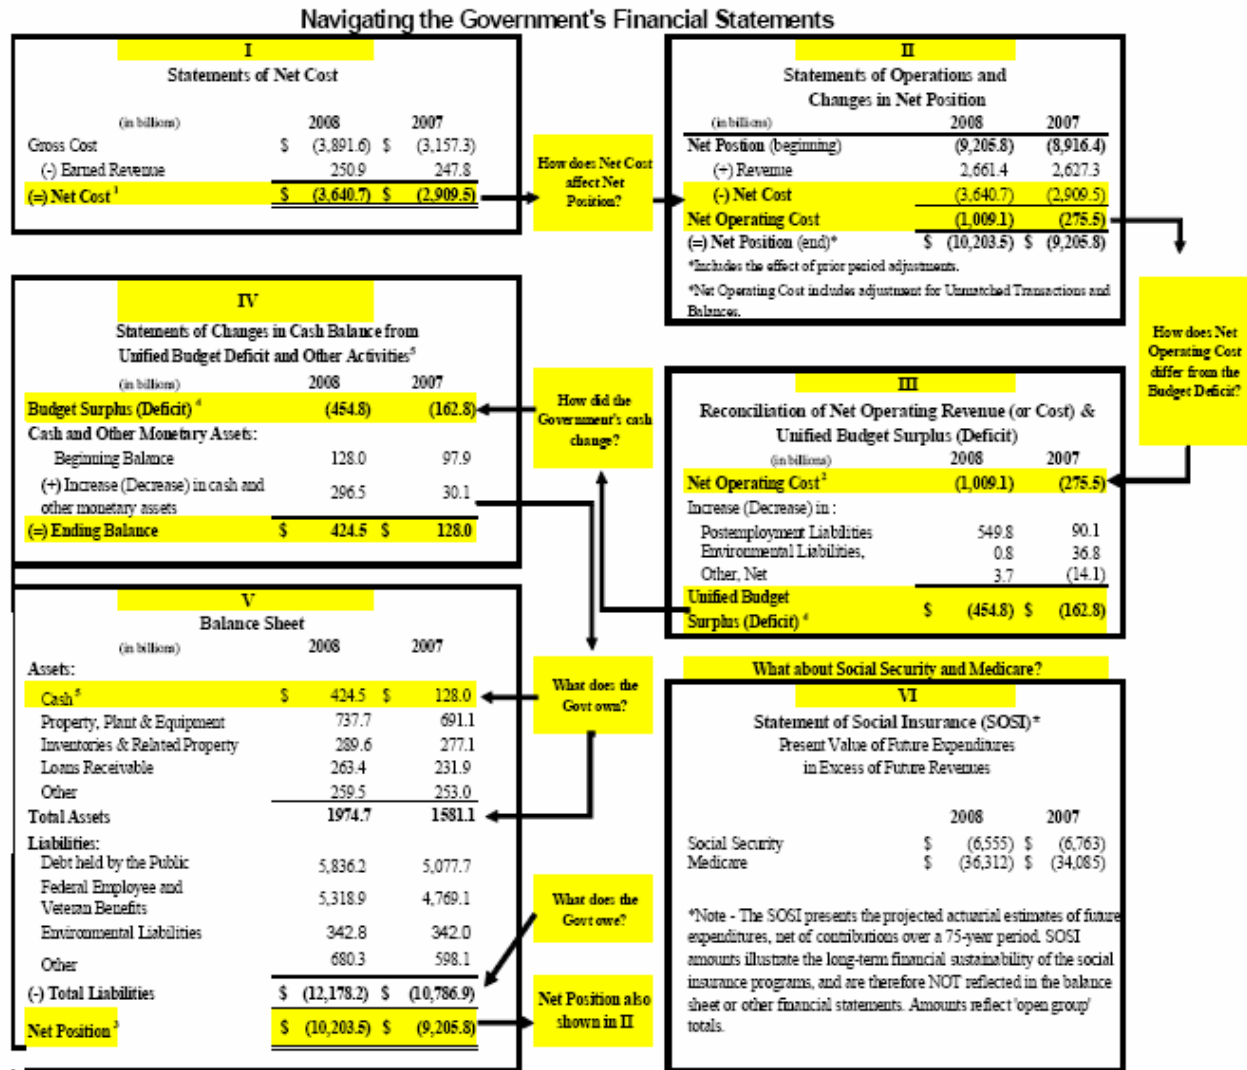 Navigating the Government's Financial Statements
I
Statements of Net Cost
(in billions) 2008 2007
Gross Cost $ (3,891.6) $ (3,157.3)
(-) Earned Revenue 250.9 247.8
(=) Net Cost 1 $ (3,640.7) $ (2,909.5)
How does Net Cost
affect Net
Position?
II
Statements of Operations and
Changes in Net Position
(in billions) 2008 2007
Net Postion (beginning) (9,205.8) (8,916.4)
(+) Revenue 2,661.4 2,627.3
(-) Net Cost (3,640.7) (2,909.5)
Net Operating Cost (1,009.1) (275.5)
(=) Net Position (end)* $ (10,203.5) $ (9,205.8)
*Includes the effect of prior period adjustments.
*Net Operating Cost includes adjustment for Unmatched Transactions and
Balances.
How does Net
Operating Cost
differ from the
Budget Deficit?
III
Reconciliation of Net Operating Revenue (or Cost) &
Unified Budget Surplus (Deficit)
(in billions) 2008 2007
Net Operating Cost 2 (1,009.1) (275.5)
Increase (Decrease) in :
Postemployment Liabilities 549.8 90.1
Environmental Liabilities, 0.8 36.8
Other, Net 3.7 (14.1)
Unified Budget
Surplus (Deficit) 4 $ (454.8) $ (162.8)
How did the
Government's cash
change?
IV
Statements of Changes in Cash Balance from
Unified Budget Deficit and Other Activities 5
(in billions) 2008 2007
Budget Surplus (Deficit) 4 (454.8) (162.8)
Cash and Other Monetary Assets:
Beginning Balance 128.0 97.9
(+) Increase (Decrease) in cash and
other monetary assets 296.5 30.1
(=) Ending Balance $ 424.5 $ 128.0
V
Balance Sheet
(in billions) 2008 2007
Assets:
Cash 5 $ 424.5 $ 128.0
Property, Plant & Equipment 737.7 691.1
Inventories & Related Property 289.6 277.1
Loans Receivable 263.4 231.9
Other 259.5 253.0
Total Assets 1974.7 1581.1
Liabilities:
Debt held by the Public 5,836.2 5,077.7
Federal Employee and
Veteran Benefits 5,318.9 4,769.1
Environmental Liabilities 342.8 342.0
Other 680.3 598.1
(-) Total Liabilities $ (12,178.2) $ (10,786.9)
Net Position 3 $ (10,203.5) $ (9,205.8)
What does the
Govt own?
What does the
Govt owe?
Net Position also
shown in II
What about Social Security and Medicare?
VI
Statement of Social Insurance (SOSI)*
Present Value of Future Expenditures
in Excess of Future Revenues
2008 2007
Social Security $ (6,555) $ (6,763)
Medicare $ (36,312) $ (34,085)
*Note - The SOSI presents the projected actuarial estimates of future
expenditures, net of contributions over a 75-year period. SOSI
amounts illustrate the long-term financial sustainability of the social
insurance programs, and are therefore NOT reflected in the balance
sheet or other financial statements. Amounts reflect 'open group'
totals.